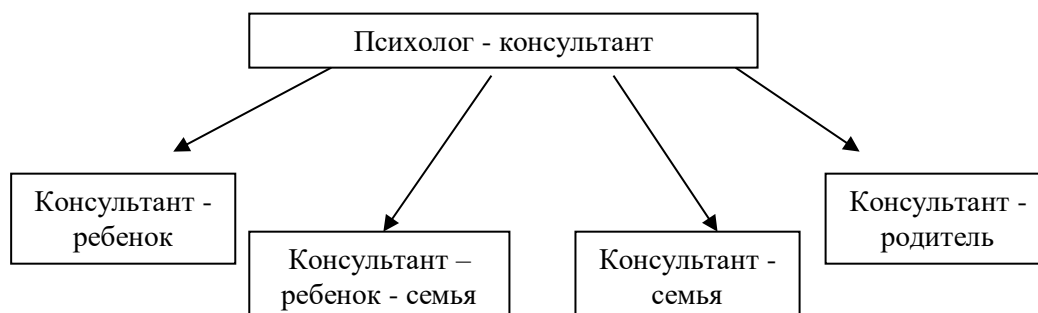 Психолог - консультант
Консультант -
ребенок
Консультант –
ребенок - семья
Консультант -
семья
Консультант -
родитель